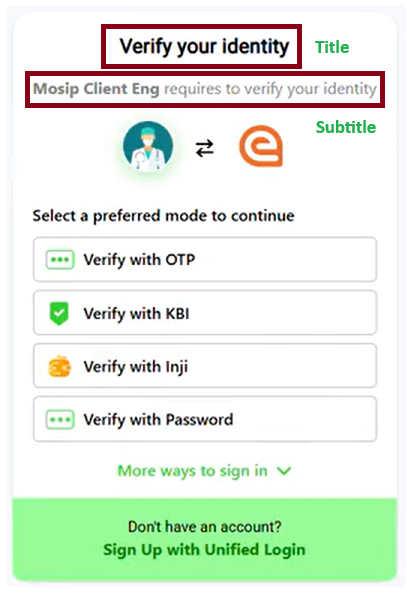 Verify your identity
Title
Mosip Client Eng requires to verify your identity
Subtitle
Select a preferred mode to continue
Verify with OTP
Verify with KBI
Verify with Inji
Verify with Password
More ways to sign in
Don't have an account?
Sign Up with Unified Login